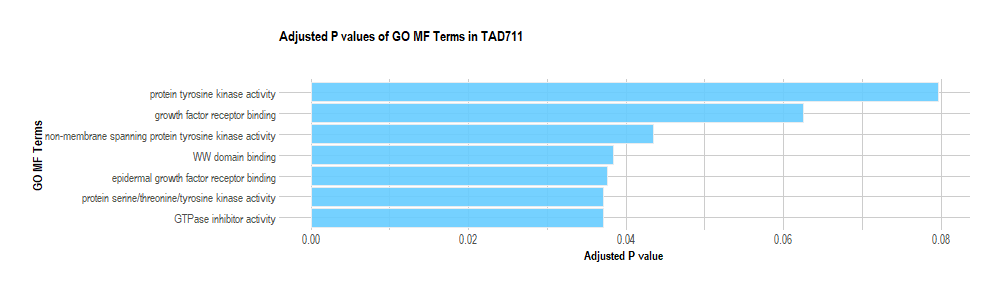 Adjusted P values of GO MF Terms in TAD711
GO MF Terms
protein tyrosine kinase activity
growth factor receptor binding
non-membrane spanning protein tyrosine kinase activity
WW domain binding
epidermal growth factor receptor binding
protein serine/threonine/tyrosine kinase activity
GTPase inhibitor activity
0.00 0.02 0.04 0.06 0.08
Adjusted P value